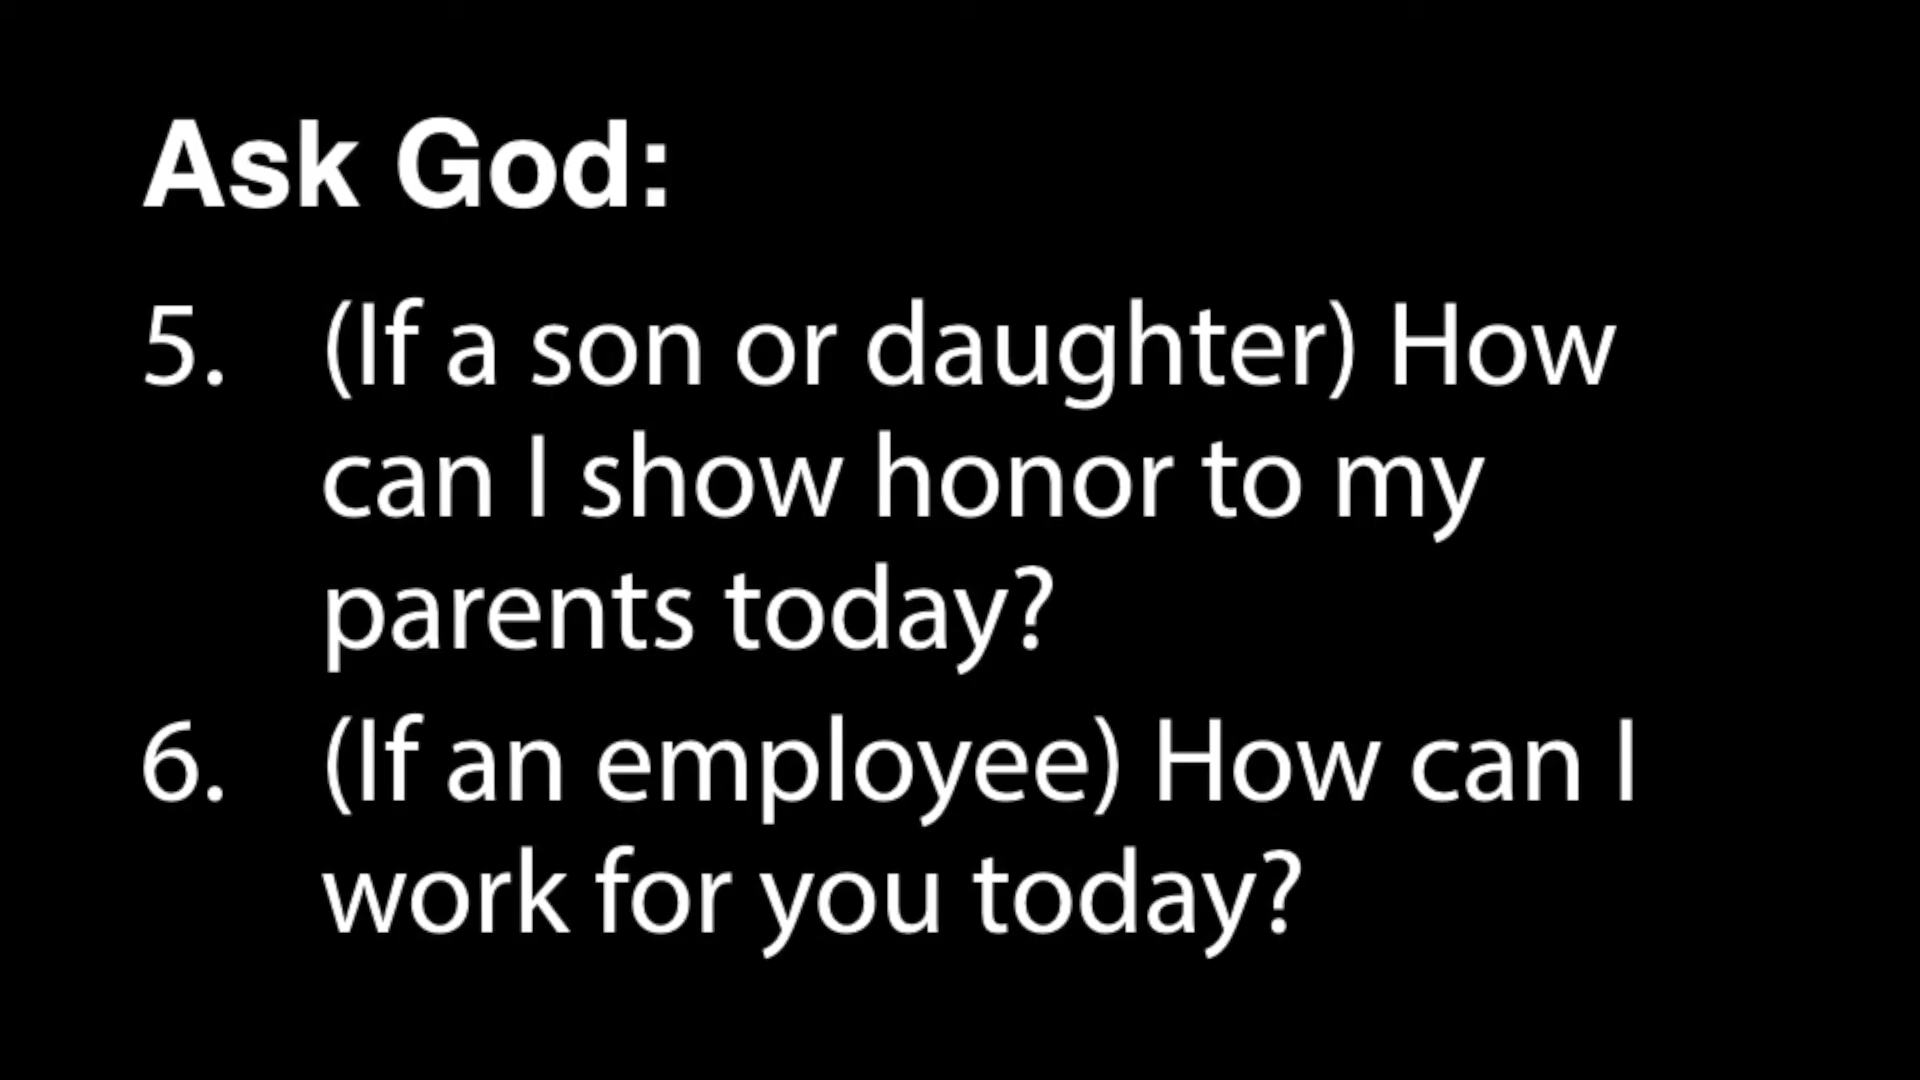 Ask God:
5. (If a son or daughter) How
can I show honor to my
parents today?
6. (If an employee) How can I
work for you today?